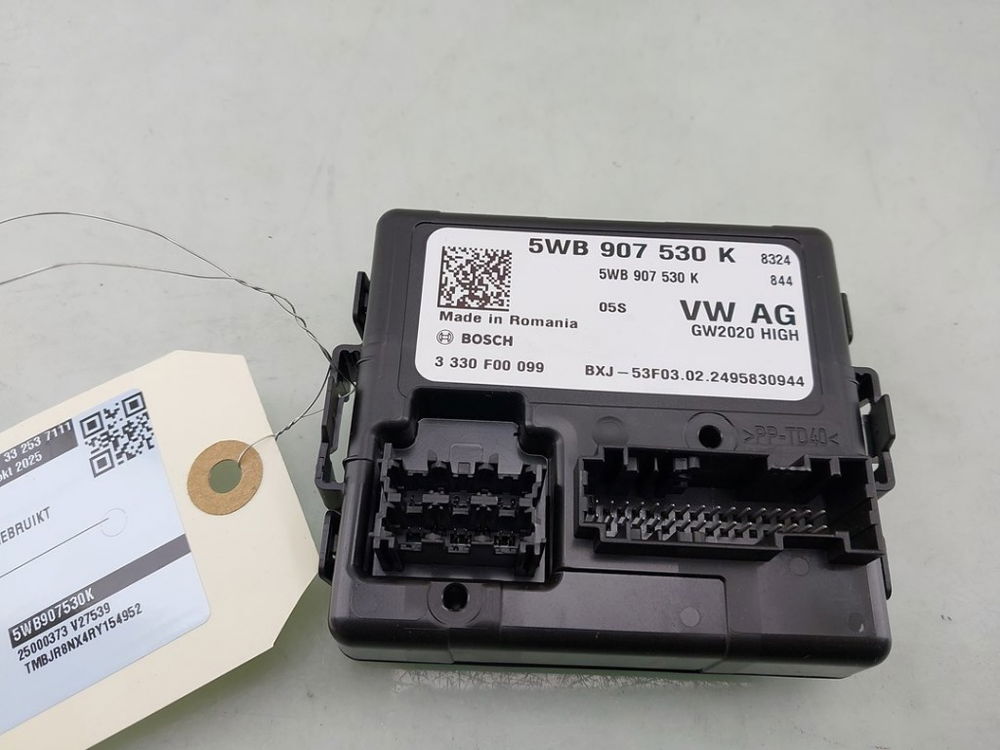 5WB 907 530 K 8324
5WB 907 530 K 844
05S VW AG
GW2020 HIGH
Made in Romania
BOSCH
3 330 F00 099 BXJ-53F03.02.2495830944
>PP-TD40<
33 253 7111
okt 2025
EBRUIKT
5WB907530K
25000373 V27539
TMBJR8NX4RY154952